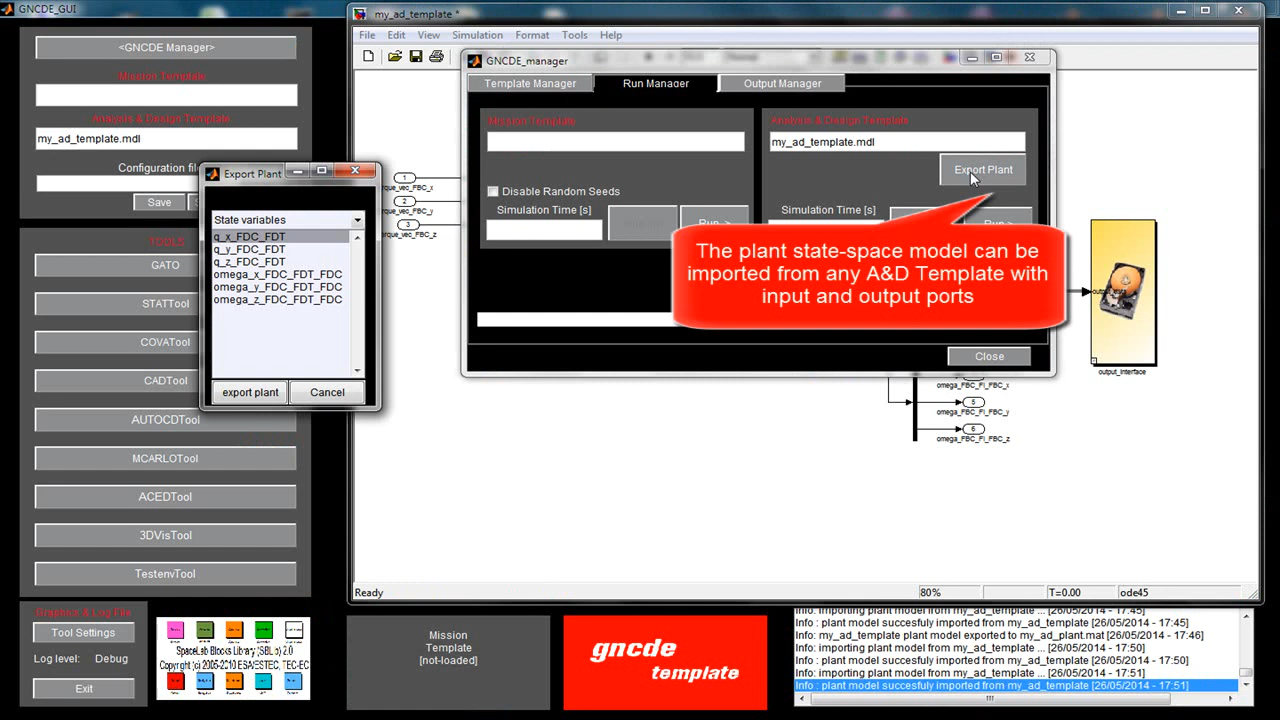 GNCDE_GUI
<GNCDE Manager>
Mission Template
Analysis & Design Template
my_ad_template.mdl
Save
TOOLS
GATO
STATTool
COVATool
CADTool
AUTOCDTool
MCARLOTool
ACEDTool
3DVisTool
TestenvTool
Graphics & Log File
Tool Settings
Log level: Debug
Exit
SpaceLab Blocks Library (SBLib) 2.0
Copyright (c) 2005-2010 ESA/ESTEC, TEC-EC
Export Plant
State variables
q_x_FDC_FDT
q_y_FDC_FDT
q_z_FDC_FDT
omega_x_FDC_FDT_FDC
omega_y_FDC_FDT_FDC
omega_z_FDC_FDT_FDC
export plant Cancel
my_ad_template *
File Edit View Simulation Format Tools Help
1
2
3
GNCDE_manager
Template Manager Run Manager Output Manager
Mission Template
Disable Random Seeds
Simulation Time [s]
Analysis & Design Template
my_ad_template.mdl
Export Plant
Simulation Time [s]
The plant state-space model can be
imported from any A&D Template with
input and output ports
Close
output_interface
omega_FBC_FI_FBC_x
5
omega_FBC_FI_FBC_y
6
omega_FBC_FI_FBC_z
Ready 80% T=0.00 ode45
Mission
Template
[not-loaded]
gncde
template
Info: importing plant model from my_ad_template ... [26/05/2014 - 17:45]
Info : plant model succesfuly imported from my_ad_template [26/05/2014 - 17:45]
Info: my_ad_template plant model exported to my_ad_plant.mat [26/05/2014 - 17:46]
Info: importing plant model from my_ad_template ... [26/05/2014 - 17:50]
Info : plant model succesfuly imported from my_ad_template [26/05/2014 - 17:50]
Info: importing plant model from my_ad_template ... [26/05/2014 - 17:51]
Info : plant model succesfuly imported from my_ad_template [26/05/2014 - 17:51]